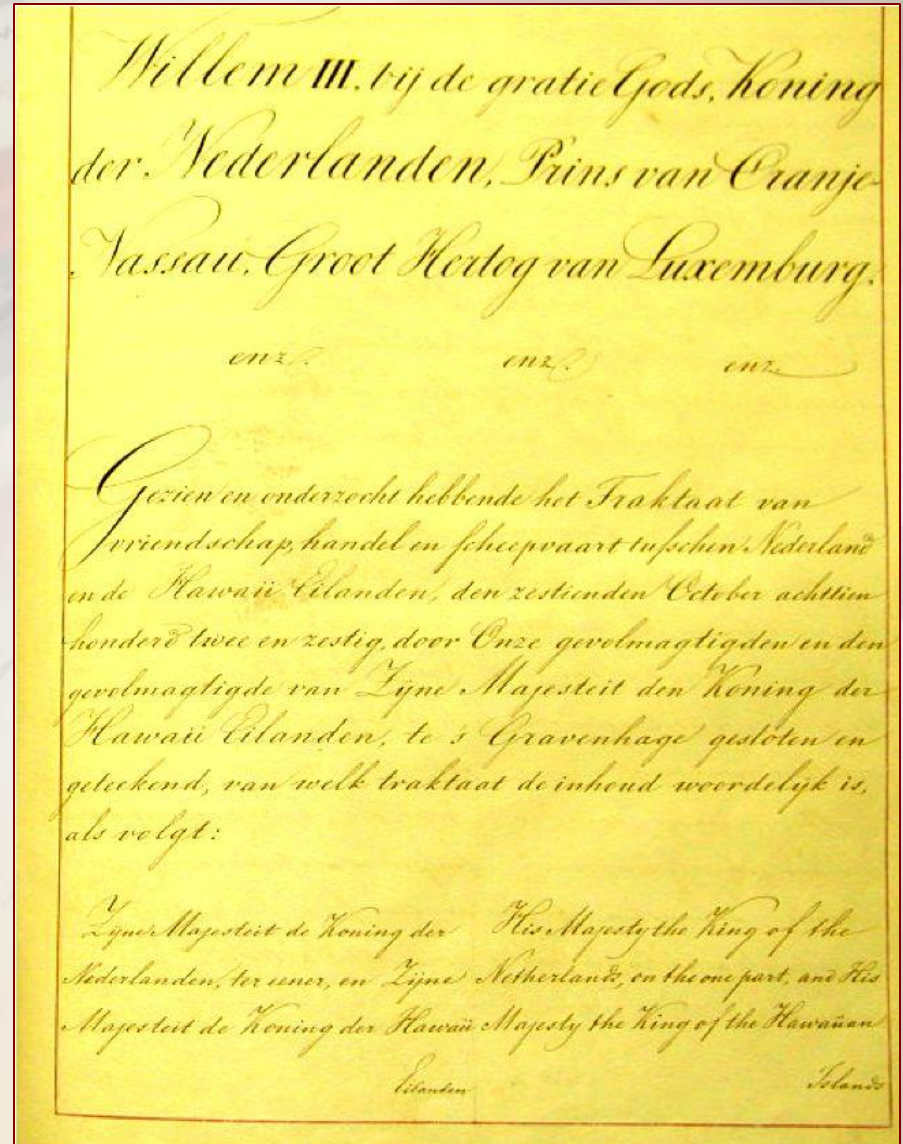 Willem III, bij de gratie Gods, Koning
der Nederlanden, Prins van Oranje-
Nassau, Groot Hertog van Luxemburg,
enz. enz. enz.
Gezien en onderzocht hebbende het Traktaat van
vriendschap, handel en scheepvaart tusschen Nederland
en de Hawaii Eilanden, den zestienden October achttien
honderd twee en zestig, door Onze gevolmagtigden en den
gevolmagtigde van Zijne Majesteit den Koning der
Hawaii Eilanden, te 's Gravenhage gesloten en
geteekend, van welk traktaat de inhoud woordelijk is,
als volgt:
Zijne Majesteit de Koning der
Nederlanden, ter eener, en Zijne
Majesteit de Koning der Hawaii
Eilanden
His Majesty the King of the
Netherlands, on the one part, and His
Majesty the King of the Hawaiian
Islands